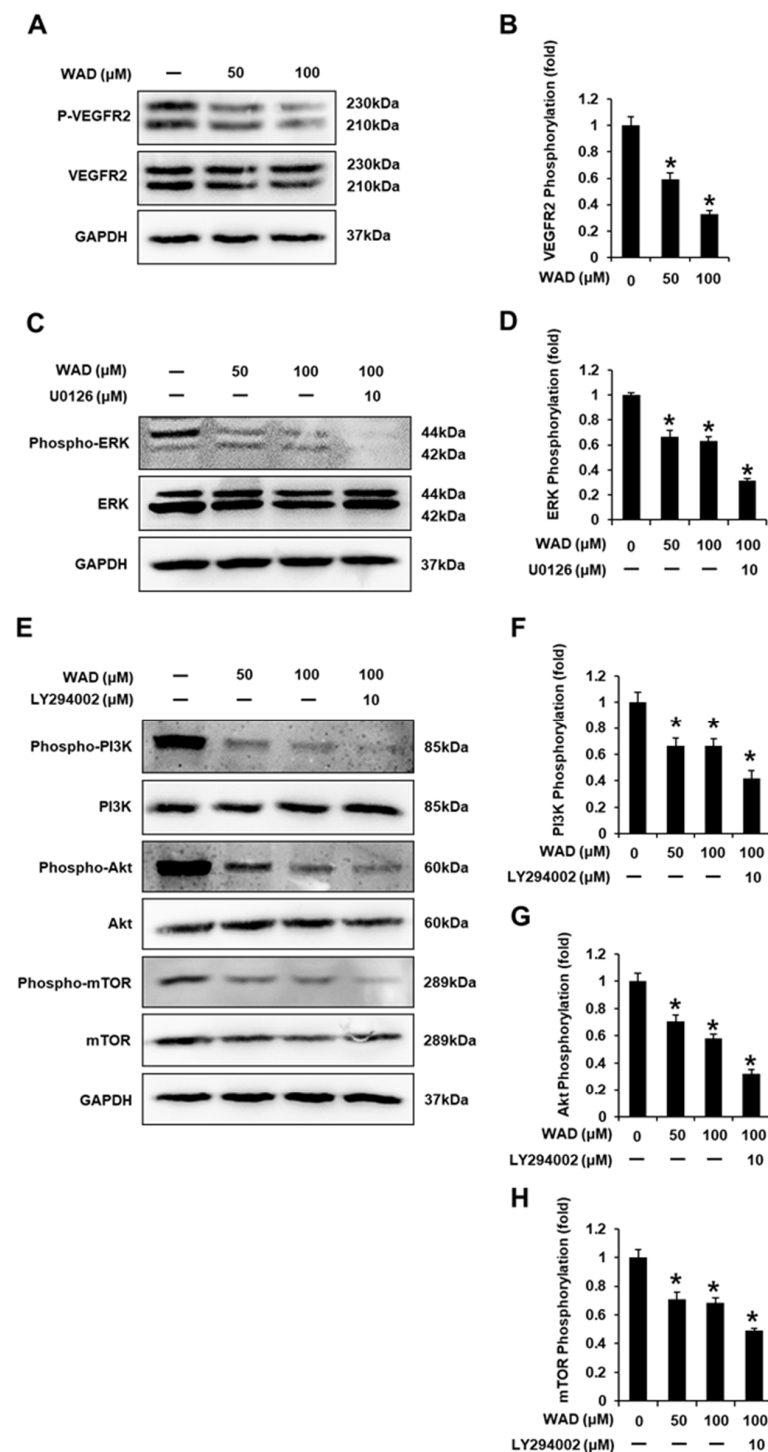 A
WAD (µM) — 50 100
P-VEGFR2 230kDa
210kDa
VEGFR2 230kDa
210kDa
GAPDH 37kDa
B
VEGFR2 Phosphorylation (fold)
1.2
1
0.8
0.6
0.4
0.2
0
* *
WAD (µM) 0 50 100
C
WAD (µM) — 50 100 100
U0126 (µM) — — — 10
Phospho-ERK 44kDa
42kDa
ERK 44kDa
42kDa
GAPDH 37kDa
D
ERK Phosphorylation (fold)
1.2
1
0.8
0.6
0.4
0.2
0
* * *
WAD (µM) 0 50 100 100
U0126 (µM) — — — 10
E
WAD (µM) — 50 100 100
LY294002 (µM) — — — 10
Phospho-PI3K 85kDa
PI3K 85kDa
Phospho-Akt 60kDa
Akt 60kDa
Phospho-mTOR 289kDa
mTOR 289kDa
GAPDH 37kDa
F
PI3K Phosphorylation (fold)
1.2
1
0.8
0.6
0.4
0.2
0
* * *
WAD (µM) 0 50 100 100
LY294002 (µM) — — — 10
G
Akt Phosphorylation (fold)
1.2
1
0.8
0.6
0.4
0.2
0
* * *
WAD (µM) 0 50 100 100
LY294002 (µM) — — — 10
H
mTOR Phosphorylation (fold)
1.2
1
0.8
0.6
0.4
0.2
0
* * *
WAD (µM) 0 50 100 100
LY294002 (µM) — — — 10